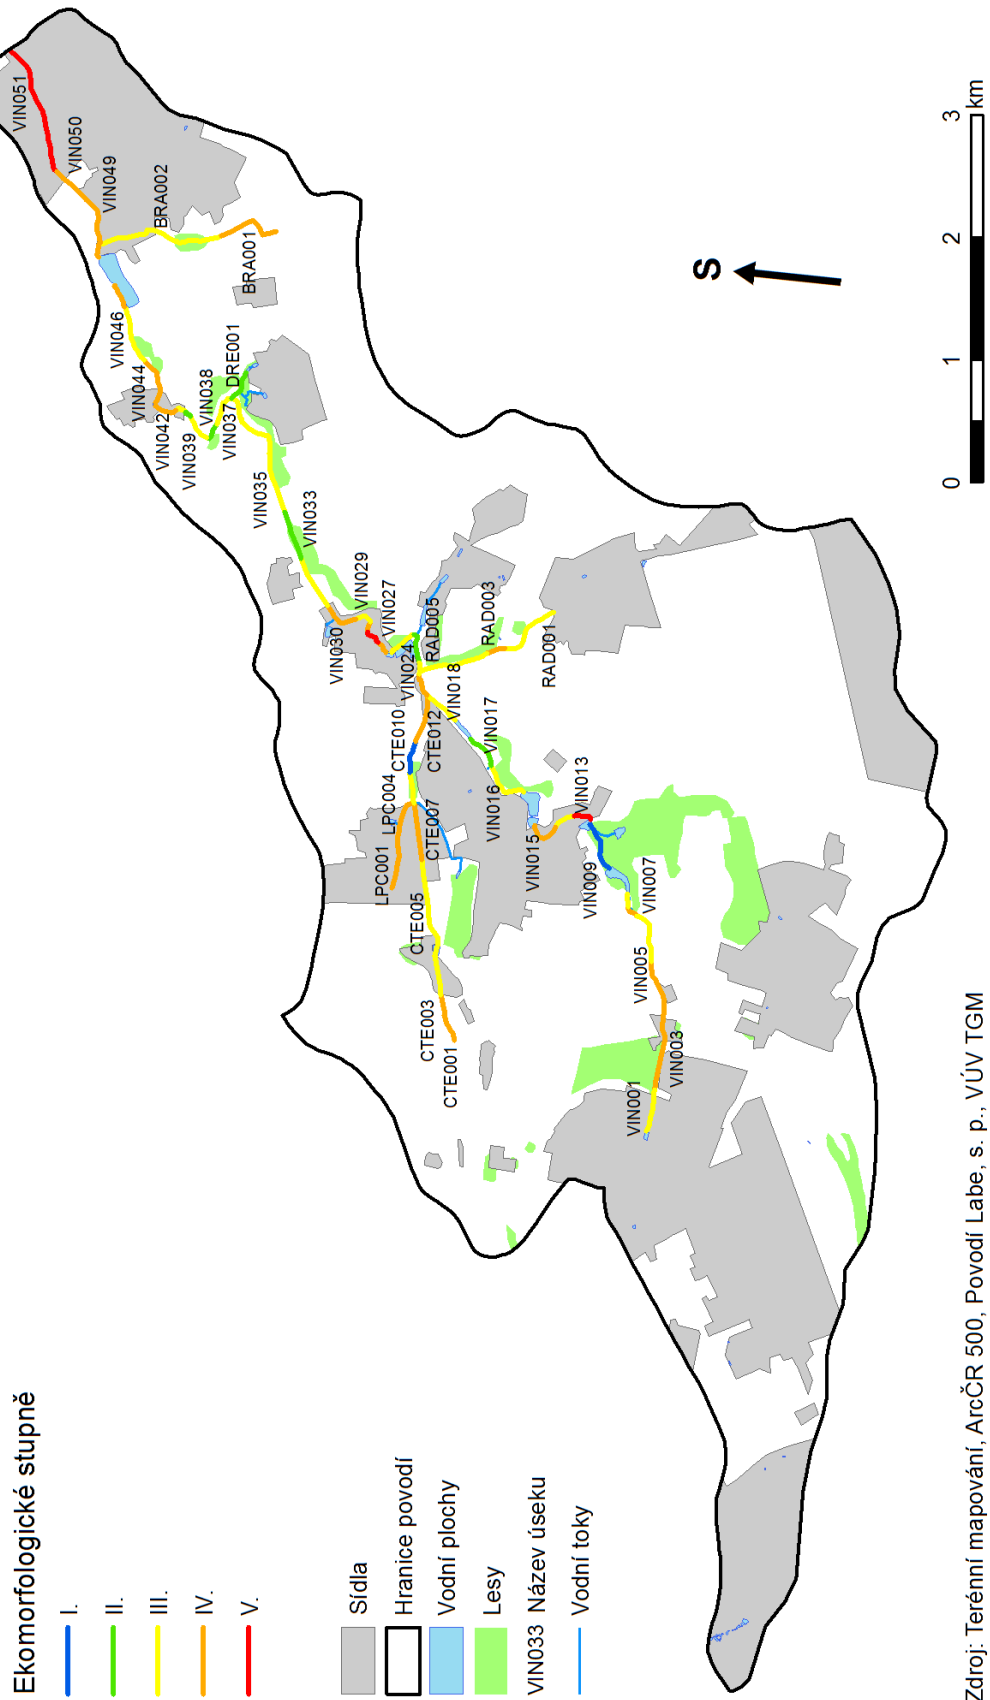 Ekomorfologické stupně
I.
II.
III.
IV.
V.
Sídla
Hranice povodí
Vodní plochy
Lesy
VIN033 Název úseku
Vodní toky
VIN001
VIN003
VIN005
VIN007
VIN009
VIN013
VIN015
VIN016
VIN017
VIN018
VIN024
VIN027
VIN029
VIN030
VIN033
VIN035
VIN037
VIN038
VIN039
VIN042
VIN044
VIN046
VIN049
VIN050
VIN051
CTE001
CTE003
CTE005
CTE007
CTE010
CTE012
LPC001
LPC004
RAD001
RAD003
RAD005
DRE001
BRA001
BRA002
S
0 1 2 3
km
Zdroj: Terénní mapování, ArcČR 500, Povodí Labe, s. p., VÚV TGM